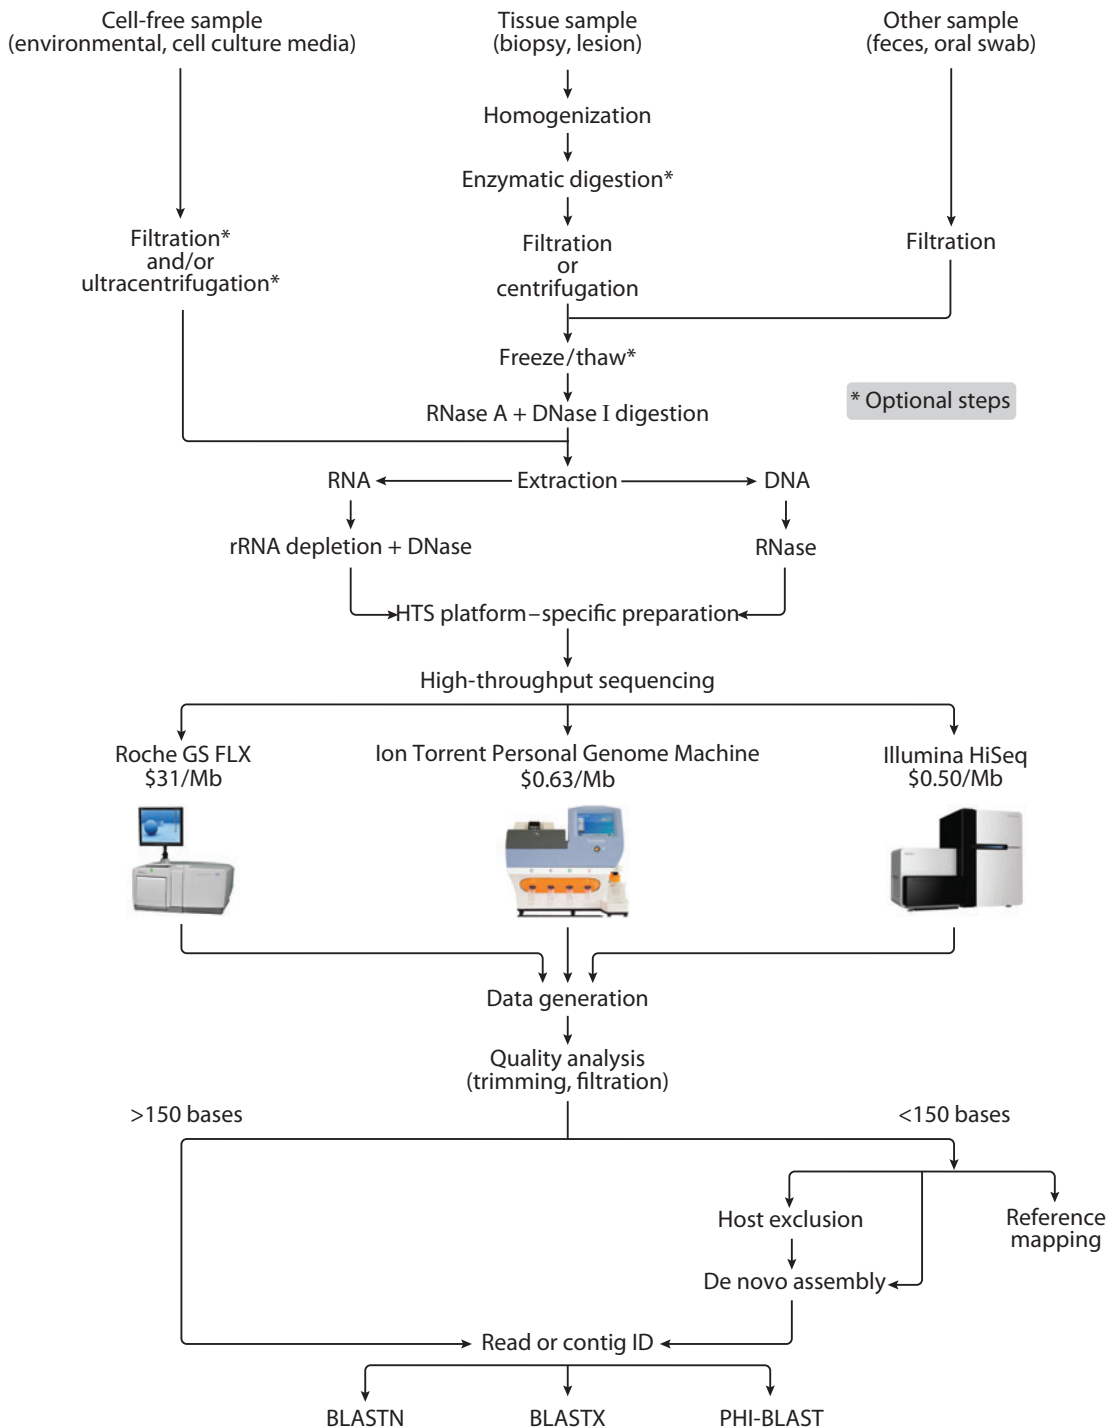 Cell-free sample
(environmental, cell culture media)
Tissue sample
(biopsy, lesion)
Other sample
(feces, oral swab)
Homogenization
Enzymatic digestion*
Filtration*
and/or
ultracentrifugation*
Filtration
or
centrifugation
Filtration
Freeze/thaw*
* Optional steps
RNase A + DNase I digestion
RNA
Extraction
DNA
rRNA depletion + DNase
RNase
HTS platform–specific preparation
High-throughput sequencing
Roche GS FLX
$31/Mb
Ion Torrent Personal Genome Machine
$0.63/Mb
Illumina HiSeq
$0.50/Mb
Data generation
Quality analysis
(trimming, filtration)
>150 bases
<150 bases
Host exclusion
Reference
mapping
De novo assembly
Read or contig ID
BLASTN
BLASTX
PHI-BLAST